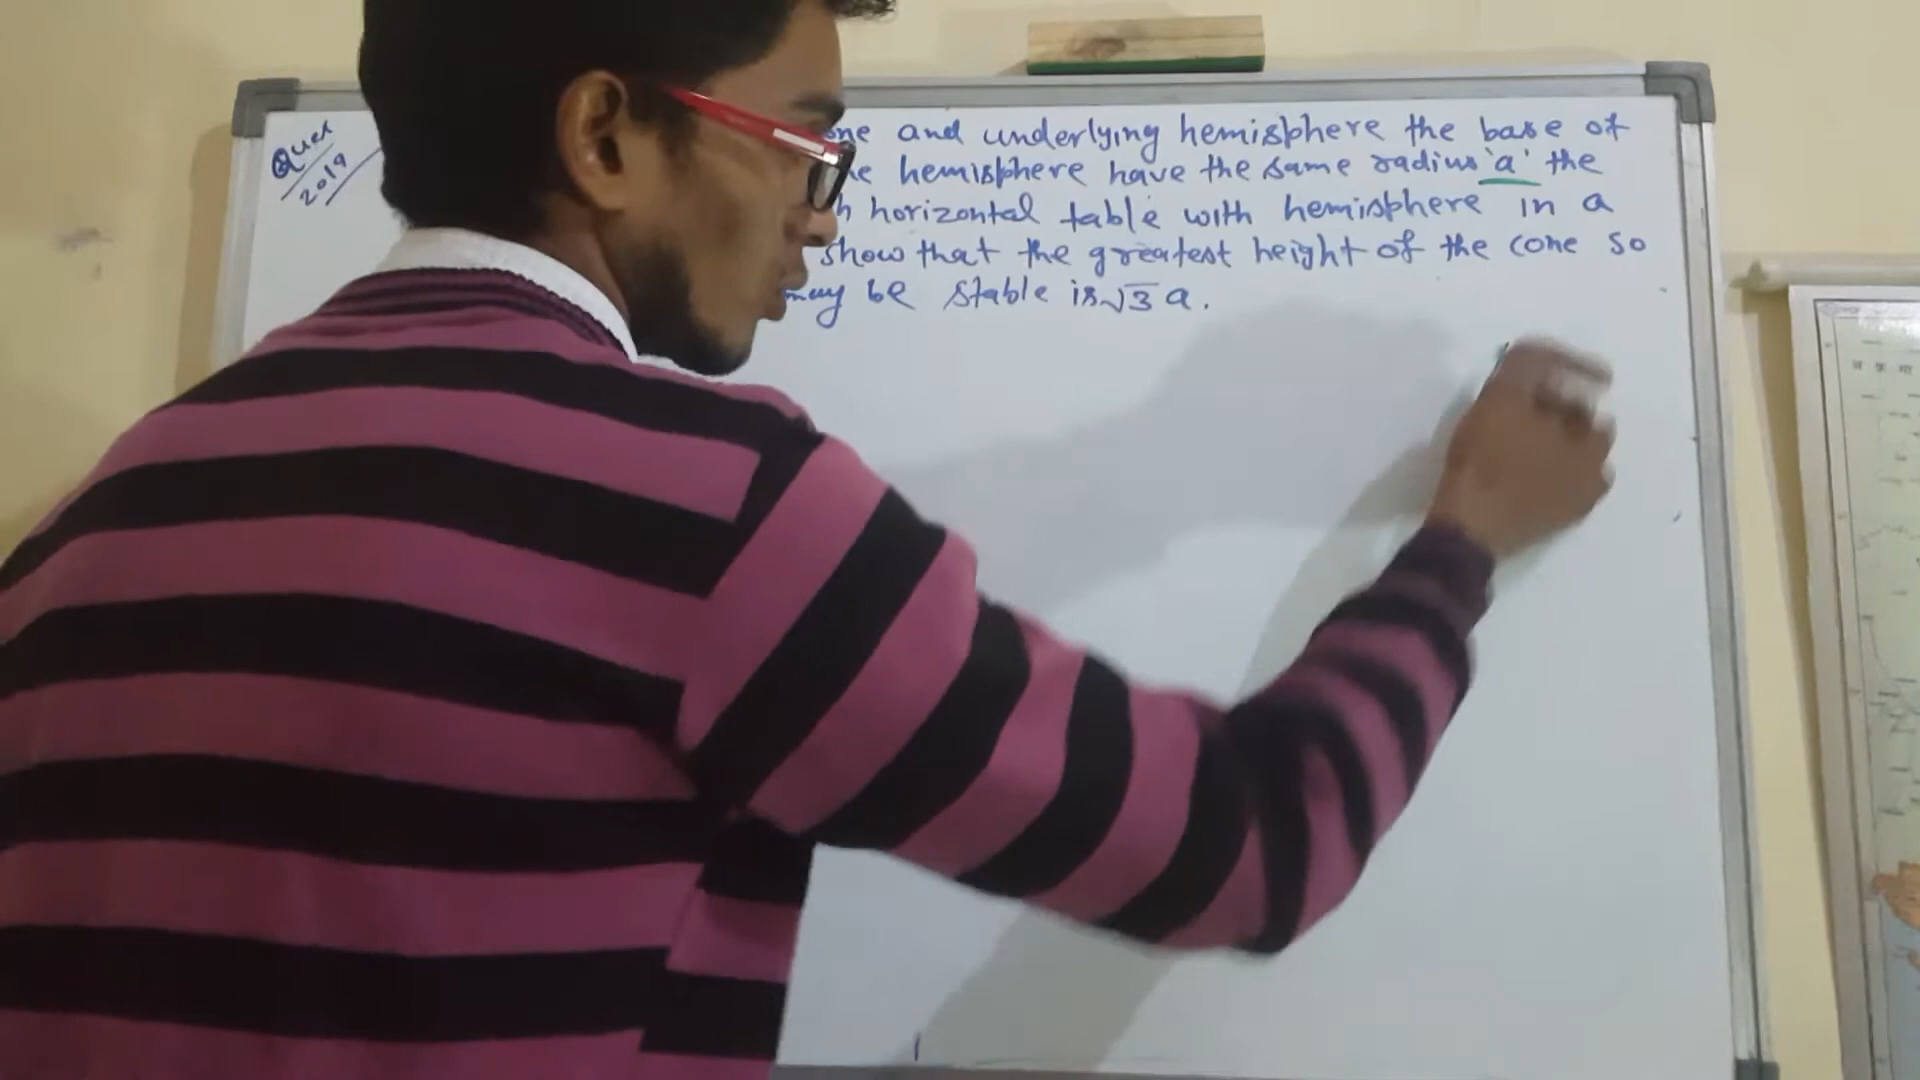 Ques
2019
one and underlying hemisphere the base of
he hemisphere have the same radius 'a' the
h horizontal table with hemisphere in a
show that the greatest height of the cone so
may be stable is √3 a.